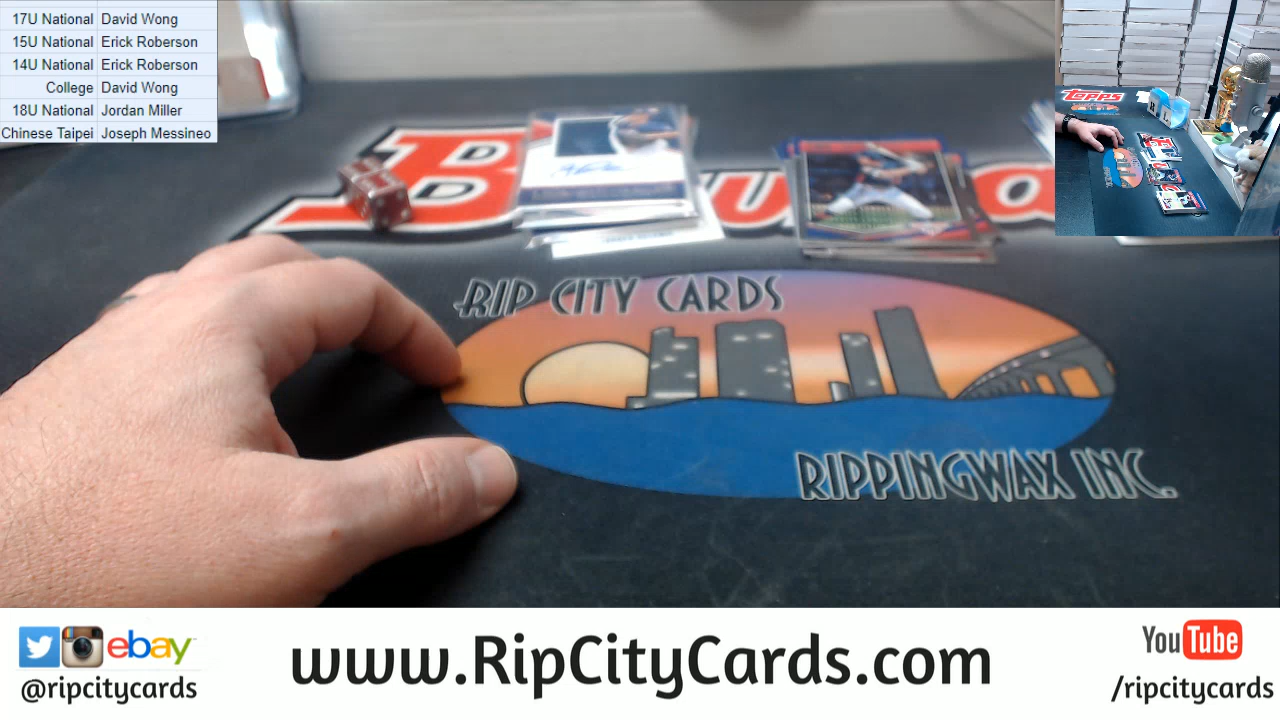 17U National David Wong
15U National Erick Roberson
14U National Erick Roberson
College David Wong
18U National Jordan Miller
Chinese Taipei Joseph Messineo
Topps
RIP CITY CARDS
RIPPINGWAX INC.
ebay
@ripcitycards
www.RipCityCards.com
YouTube
/ripcitycards